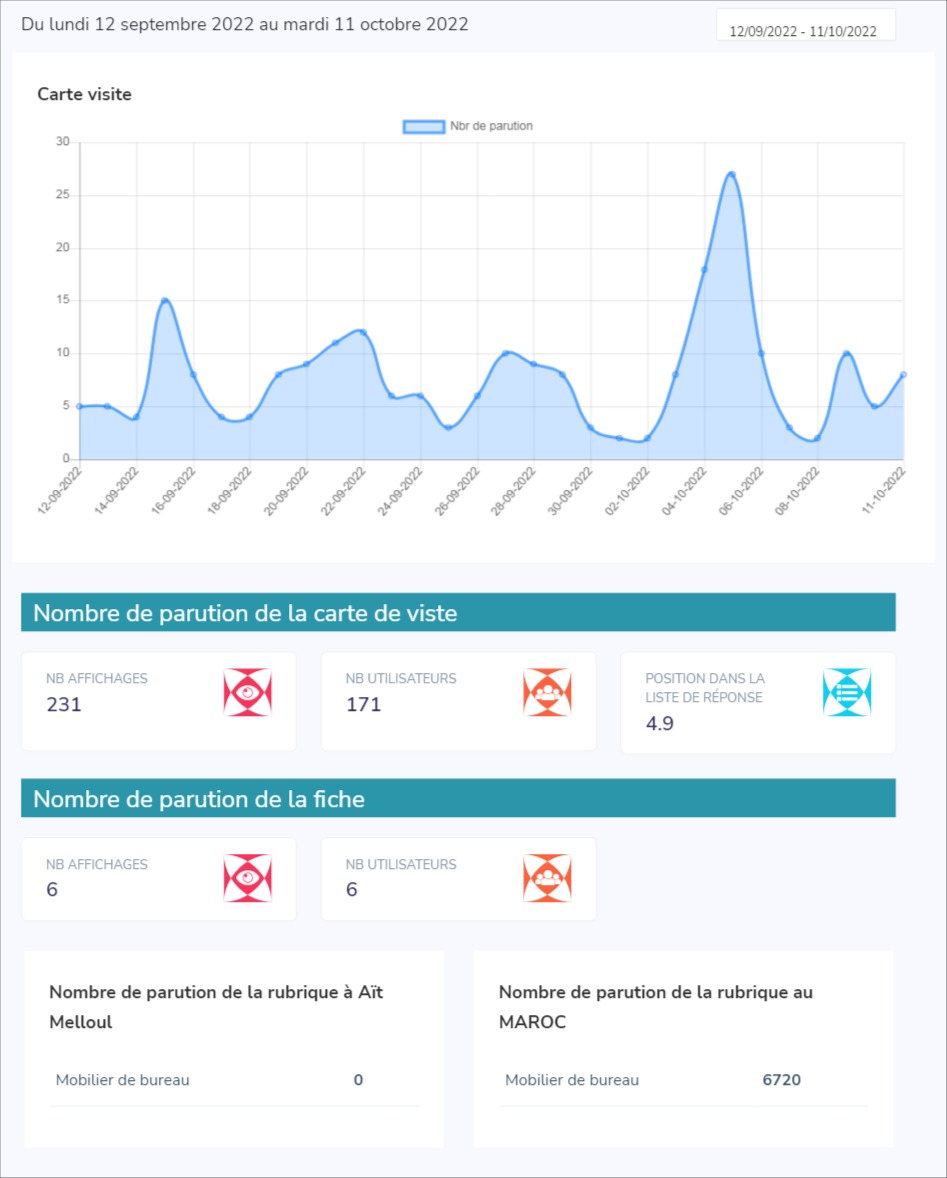 Du lundi 12 septembre 2022 au mardi 11 octobre 2022
12/09/2022 - 11/10/2022
Carte visite
Nbr de parution
30
25
20
15
10
5
0
12-09-2022
14-09-2022
16-09-2022
18-09-2022
20-09-2022
22-09-2022
24-09-2022
26-09-2022
28-09-2022
30-09-2022
02-10-2022
04-10-2022
06-10-2022
08-10-2022
11-10-2022
Nombre de parution de la carte de viste
NB AFFICHAGES
231
NB UTILISATEURS
171
POSITION DANS LA
LISTE DE RÉPONSE
4.9
Nombre de parution de la fiche
NB AFFICHAGES
6
NB UTILISATEURS
6
Nombre de parution de la rubrique à Aït
Melloul
Mobilier de bureau 0
Nombre de parution de la rubrique au
MAROC
Mobilier de bureau 6720